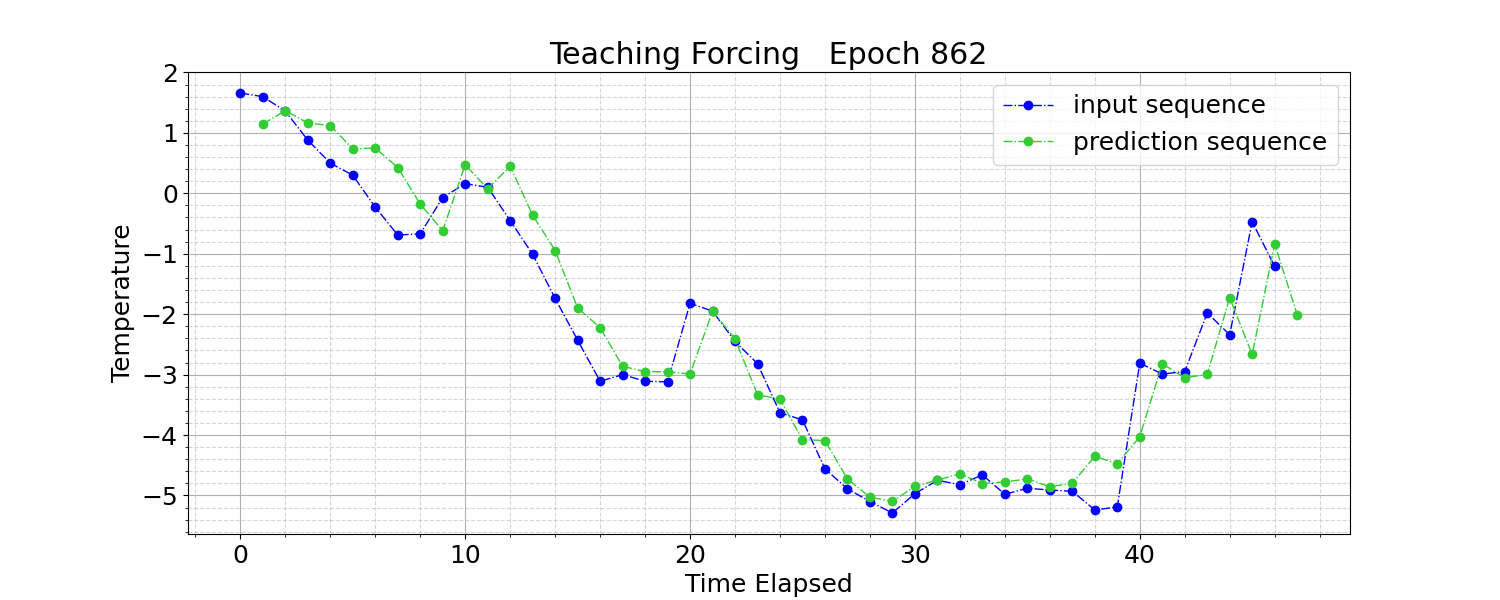 Teaching Forcing   Epoch 862
input sequence
prediction sequence
Temperature
2
1
0
−1
−2
−3
−4
−5
0 10 20 30 40
Time Elapsed